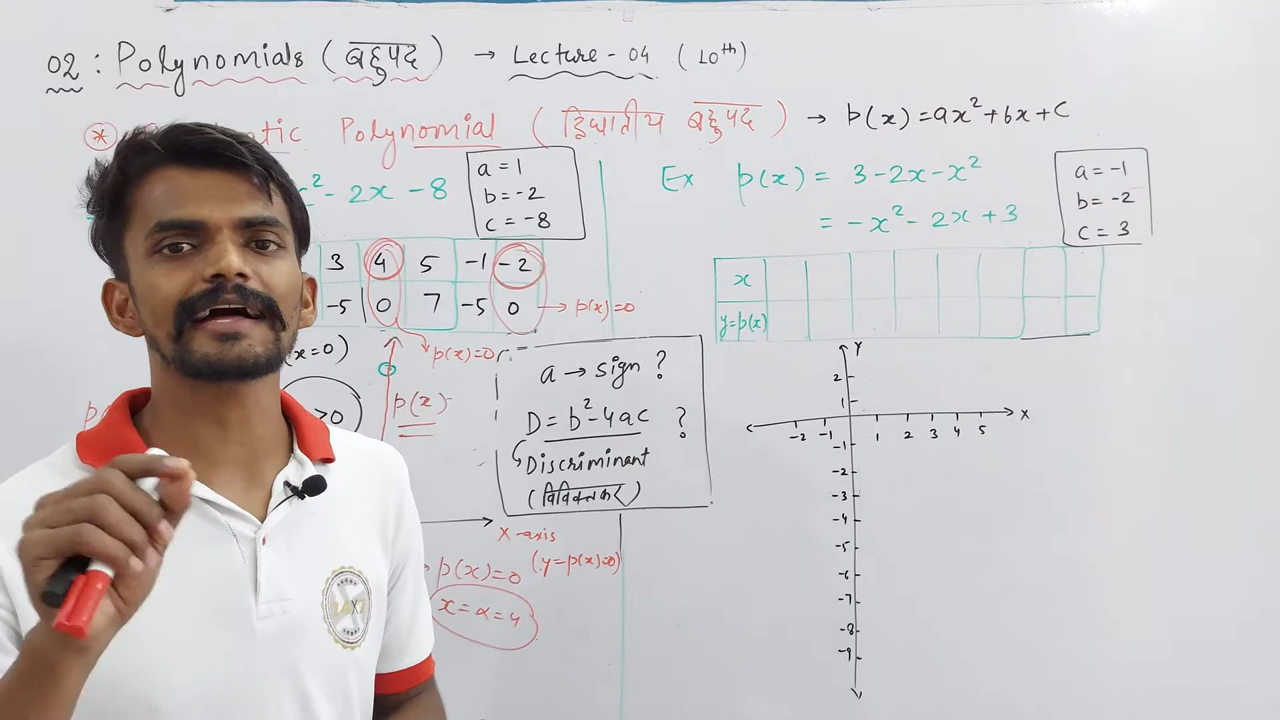 02 : Polynomials (बहुपद) → Lecture - 04 (10th)
Polynomial (द्विघातीय बहुपद) → p(x) = ax² + bx + c
- 2x - 8
a = 1
b = -2
c = -8
3 4 5 -1 -2
-5 0 7 -5 0 → p(x)=0
(x=0)
p(x)=0
>0
p(x)
a → sign ?
D = b² - 4ac ?
Discriminant
(विविक्तकर)
X-axis
(y=p(x)=0)
p(x)=0
x = α = 4
Ex p(x) = 3 - 2x - x²
= -x² - 2x + 3
a = -1
b = -2
c = 3
x
y=p(x)
Y
2
1
-2 -1 1 2 3 4 5 X
-1
-2
-3
-4
-5
-6
-7
-8
-9